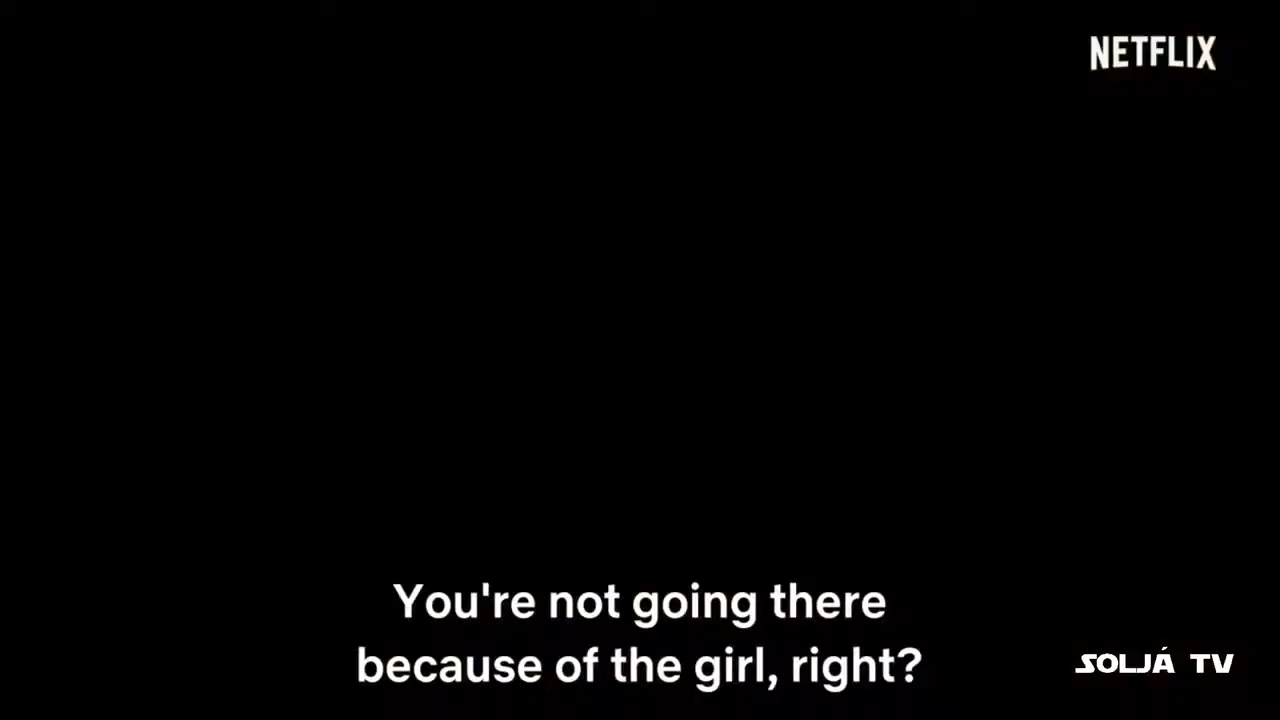 NETFLIX
You're not going there
because of the girl, right?
SOLJÁ TV